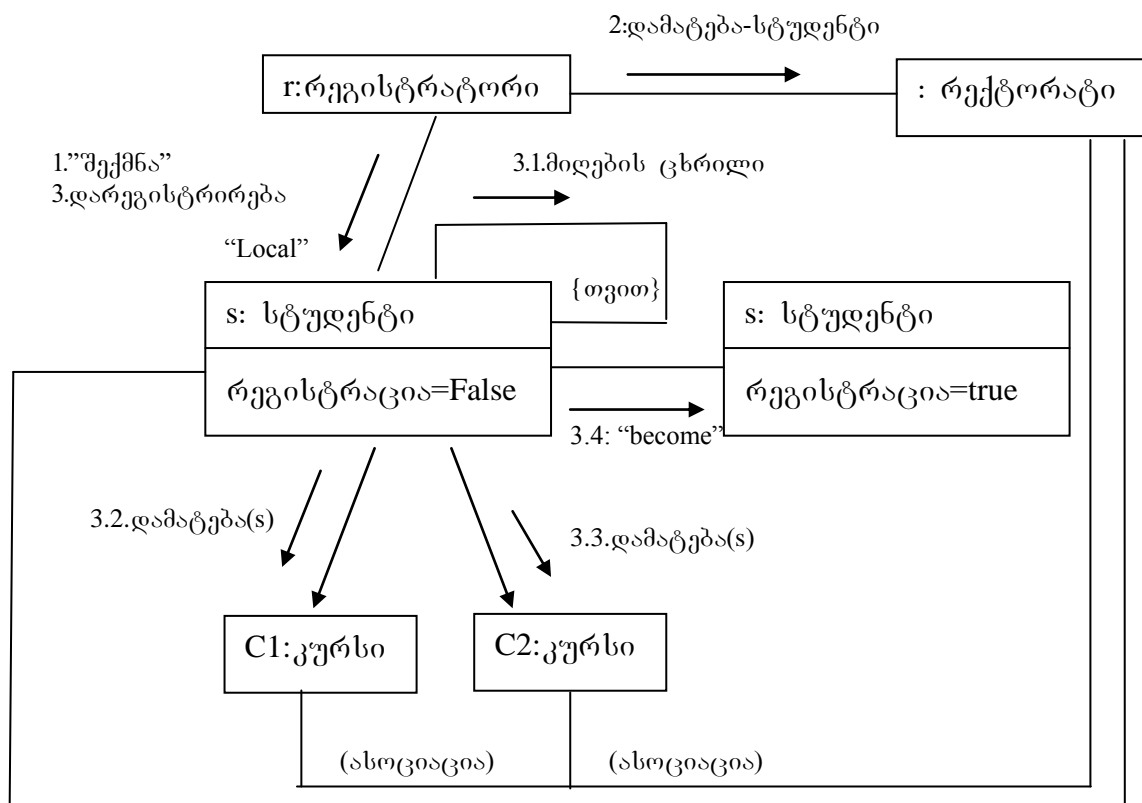 2:დამატება-სტუდენტი
r:რეგისტრატორი
: რექტორატი
1.”შექმნა”
3.დარეგისტრირება
3.1.მიღების ცხრილი
“Local”
{თვით}
s: სტუდენტი
რეგისტრაცია=False
s: სტუდენტი
რეგისტრაცია=true
3.4: “become”
3.2.დამატება(s)
3.3.დამატება(s)
C1:კურსი
C2:კურსი
(ასოციაცია)
(ასოციაცია)